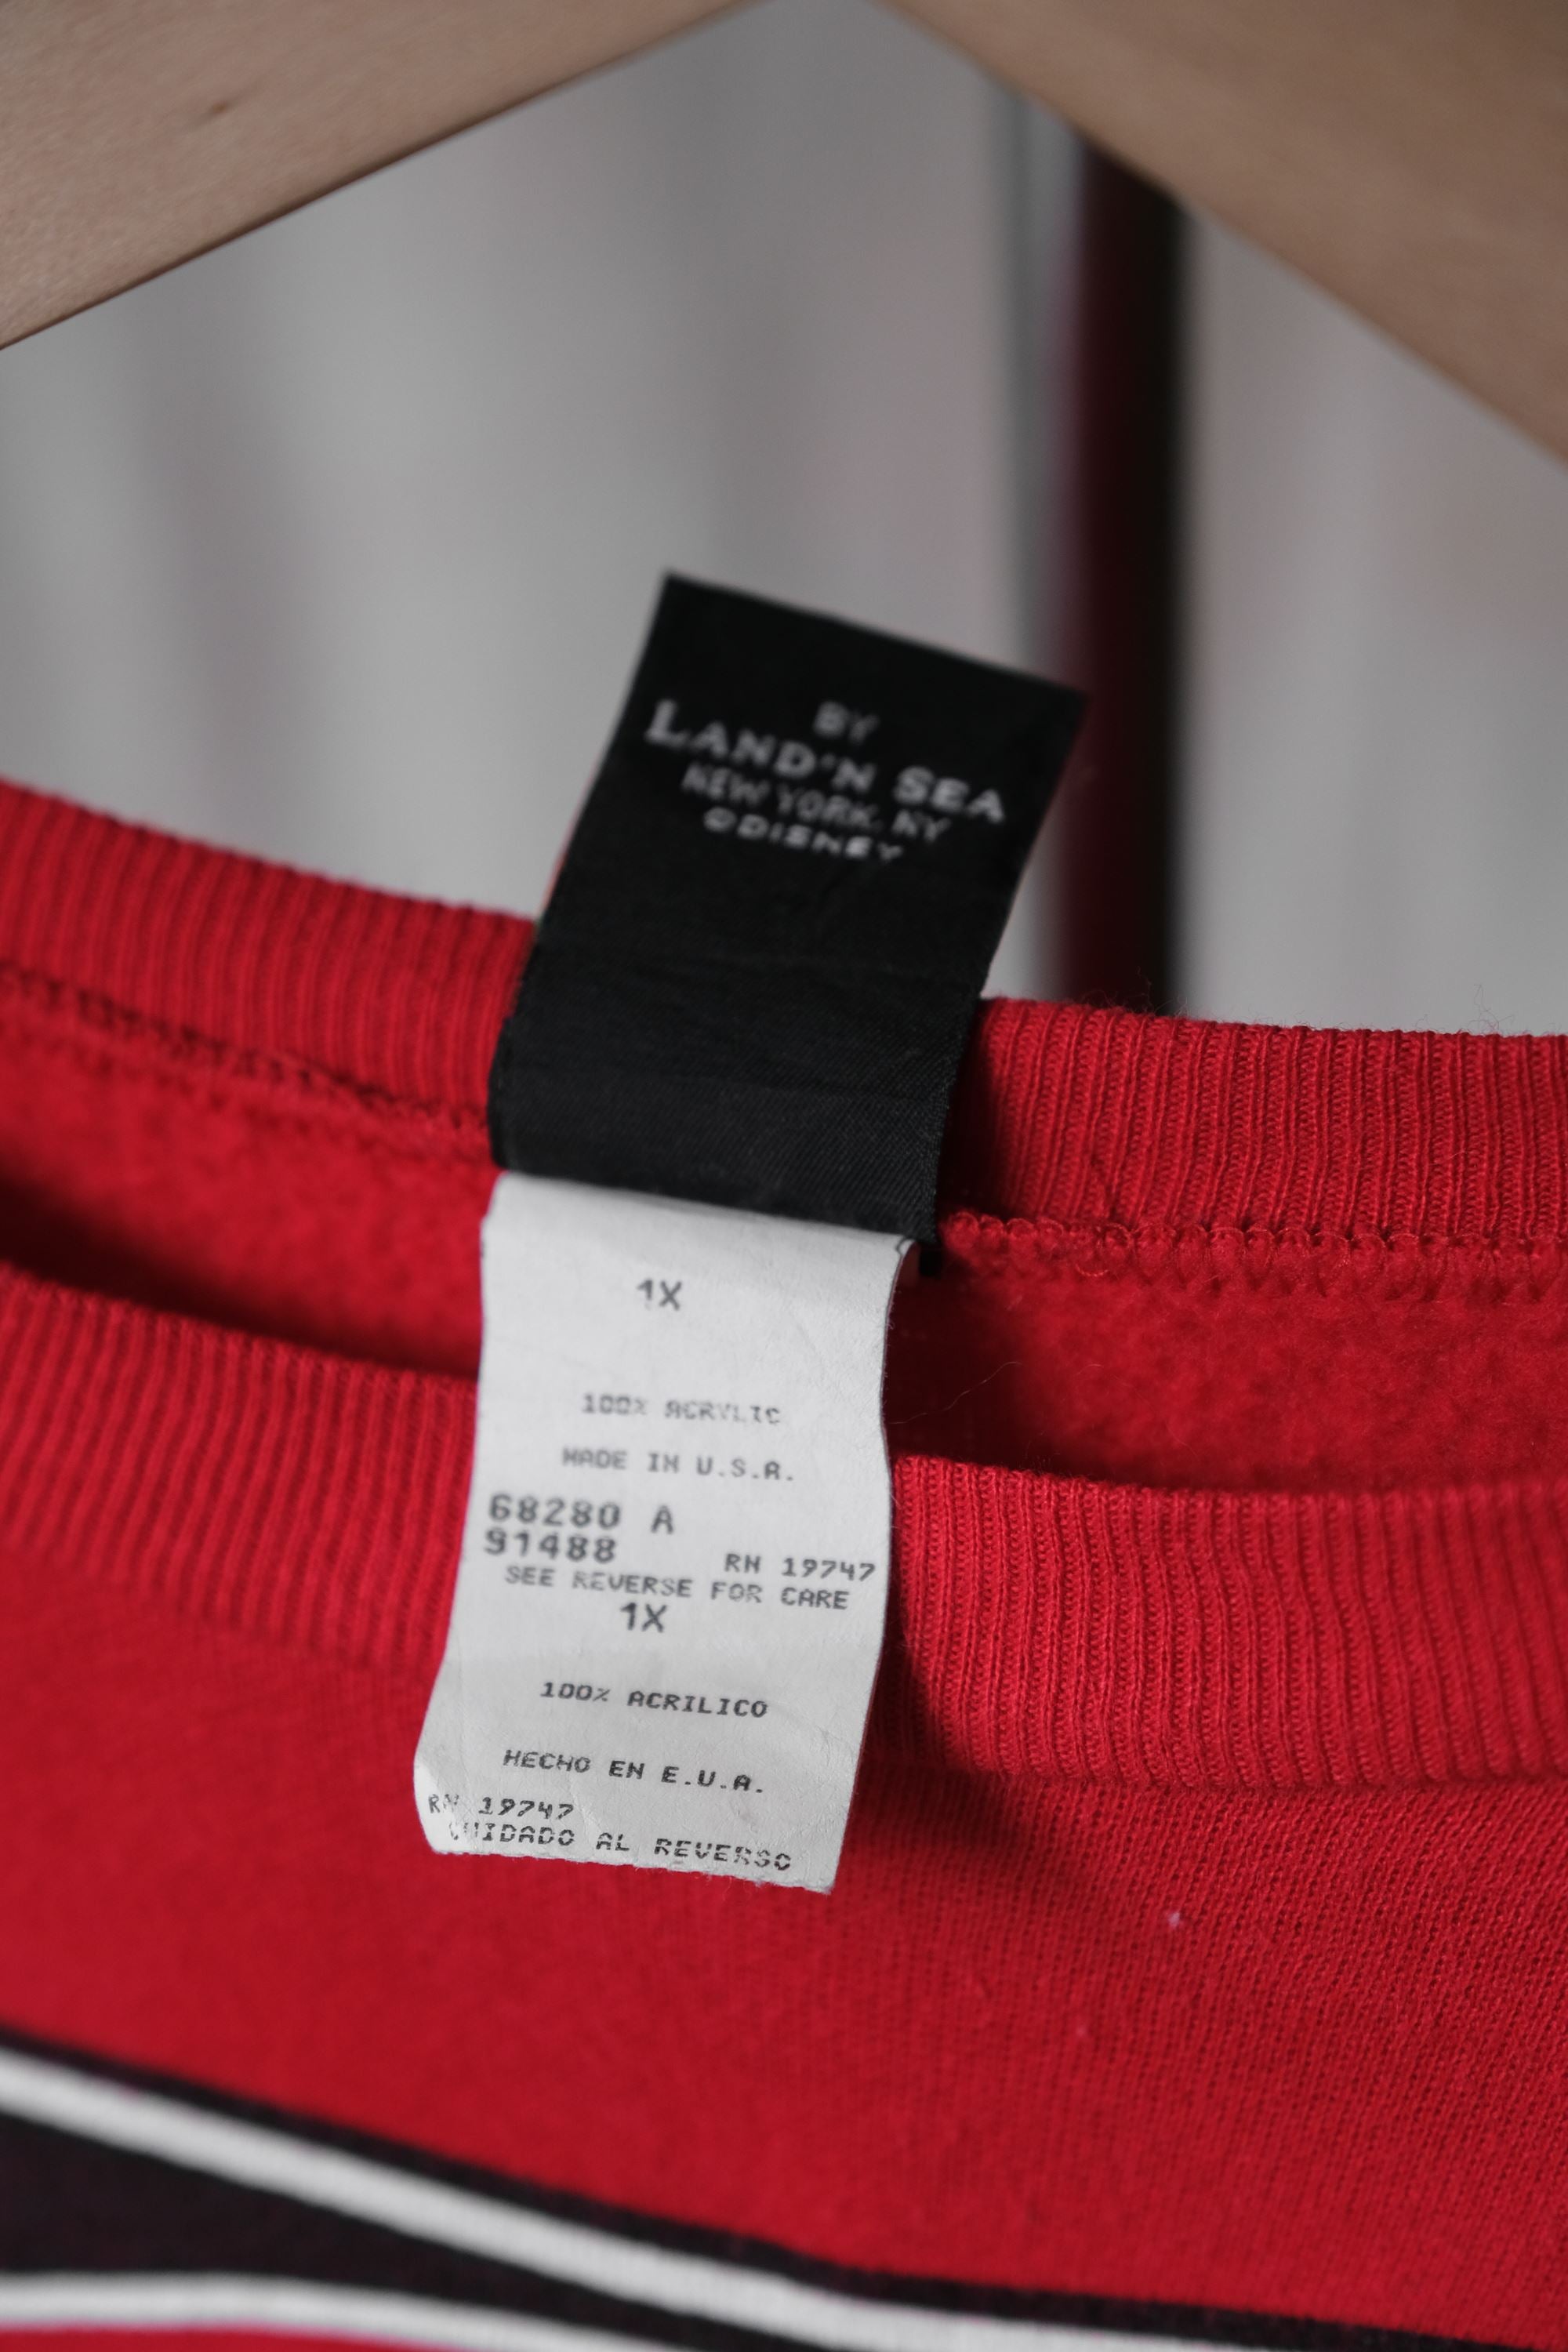 BY
LAND'N SEA
NEW YORK, NY
©DISNEY
1X
100% ACRYLIC
MADE IN U.S.A.
68280 A
91488
RN 19747
SEE REVERSE FOR CARE
1X
100% ACRILICO
HECHO EN E.U.A.
RN 19747
CUIDADO AL REVERSO